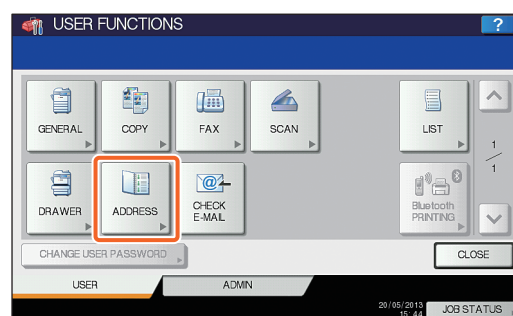 USER FUNCTIONS
?
GENERAL
COPY
FAX
SCAN
LIST
1
1
DRAWER
ADDRESS
@
CHECK
E-MAIL
Bluetooth
PRINTING
CHANGE USER PASSWORD
CLOSE
USER
ADMIN
20/05/2013
15:44
JOB STATUS